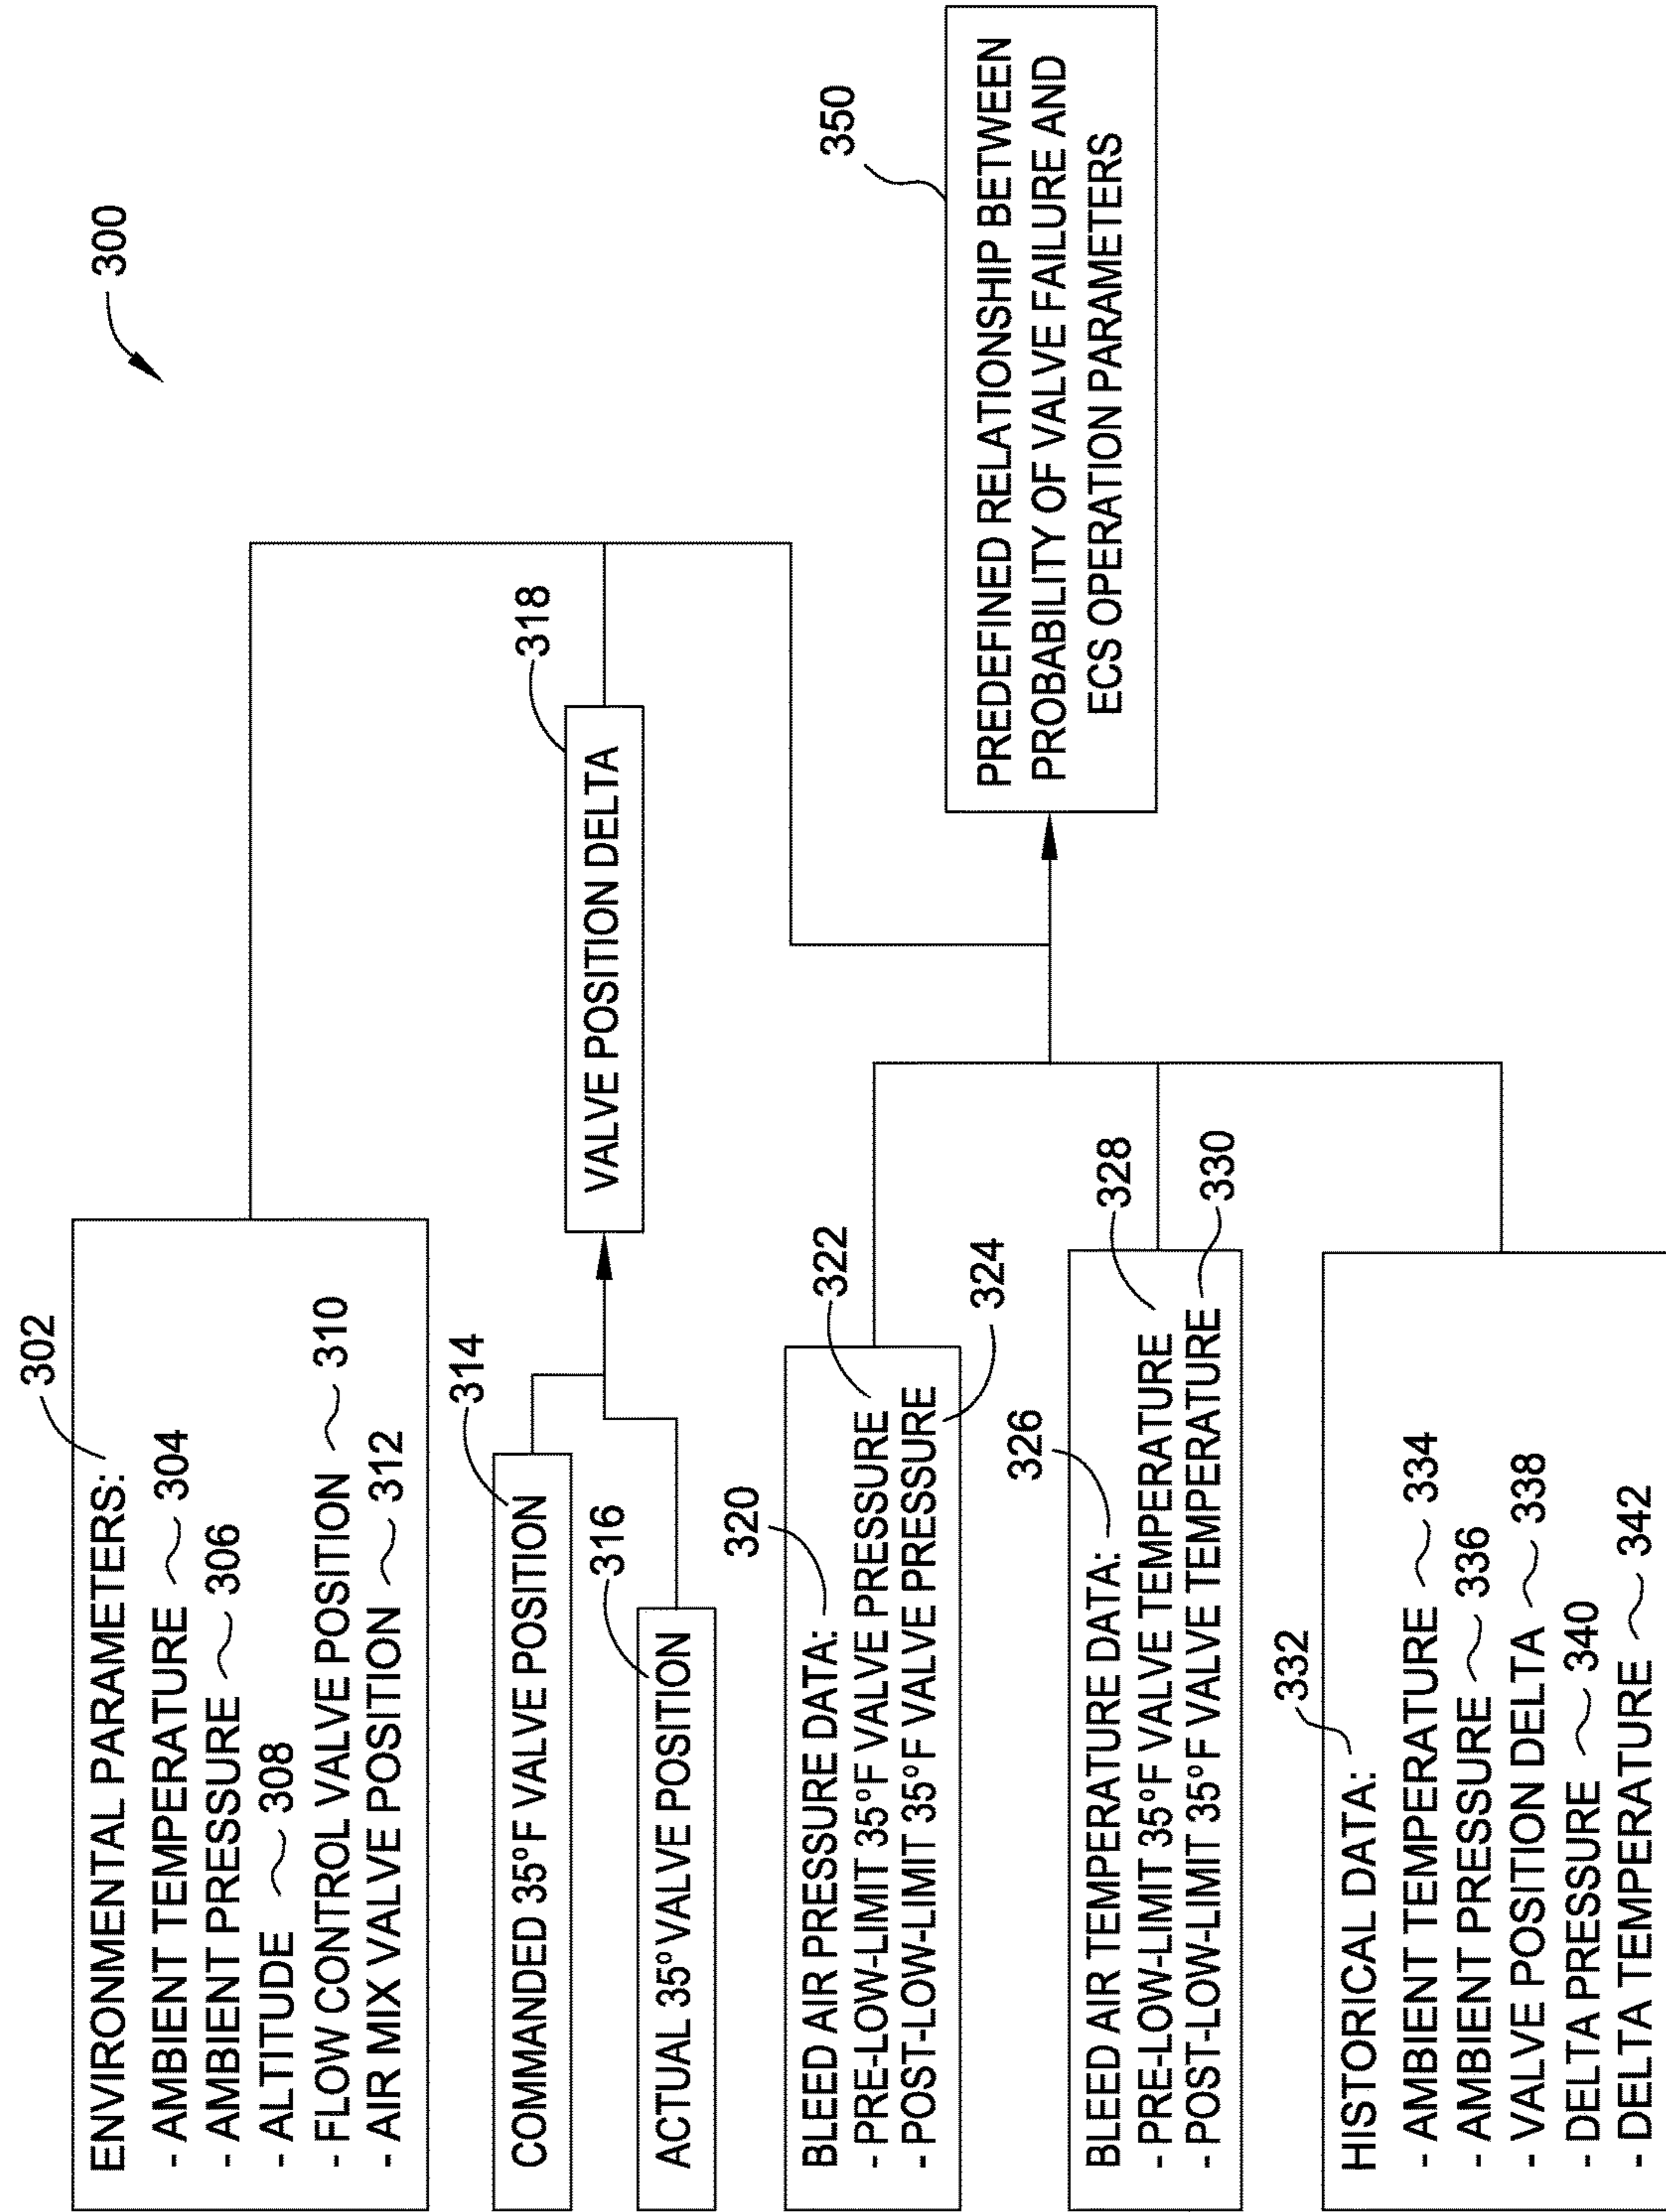 300
302
ENVIRONMENTAL PARAMETERS:
- AMBIENT TEMPERATURE ~ 304
- AMBIENT PRESSURE ~ 306
- ALTITUDE ~ 308
- FLOW CONTROL VALVE POSITION ~ 310
- AIR MIX VALVE POSITION ~ 312
314
COMMANDED 35°F VALVE POSITION
316
ACTUAL 35° VALVE POSITION
318
VALVE POSITION DELTA
320
BLEED AIR PRESSURE DATA:
322
- PRE-LOW-LIMIT 35°F VALVE PRESSURE
- POST-LOW-LIMIT 35°F VALVE PRESSURE
324
326
BLEED AIR TEMPERATURE DATA:
328
- PRE-LOW-LIMIT 35°F VALVE TEMPERATURE
- POST-LOW-LIMIT 35°F VALVE TEMPERATURE
330
332
HISTORICAL DATA:
- AMBIENT TEMPERATURE ~ 334
- AMBIENT PRESSURE ~ 336
- VALVE POSITION DELTA ~ 338
- DELTA PRESSURE ~ 340
- DELTA TEMPERATURE ~ 342
350
PREDEFINED RELATIONSHIP BETWEEN
PROBABILITY OF VALVE FAILURE AND
ECS OPERATION PARAMETERS